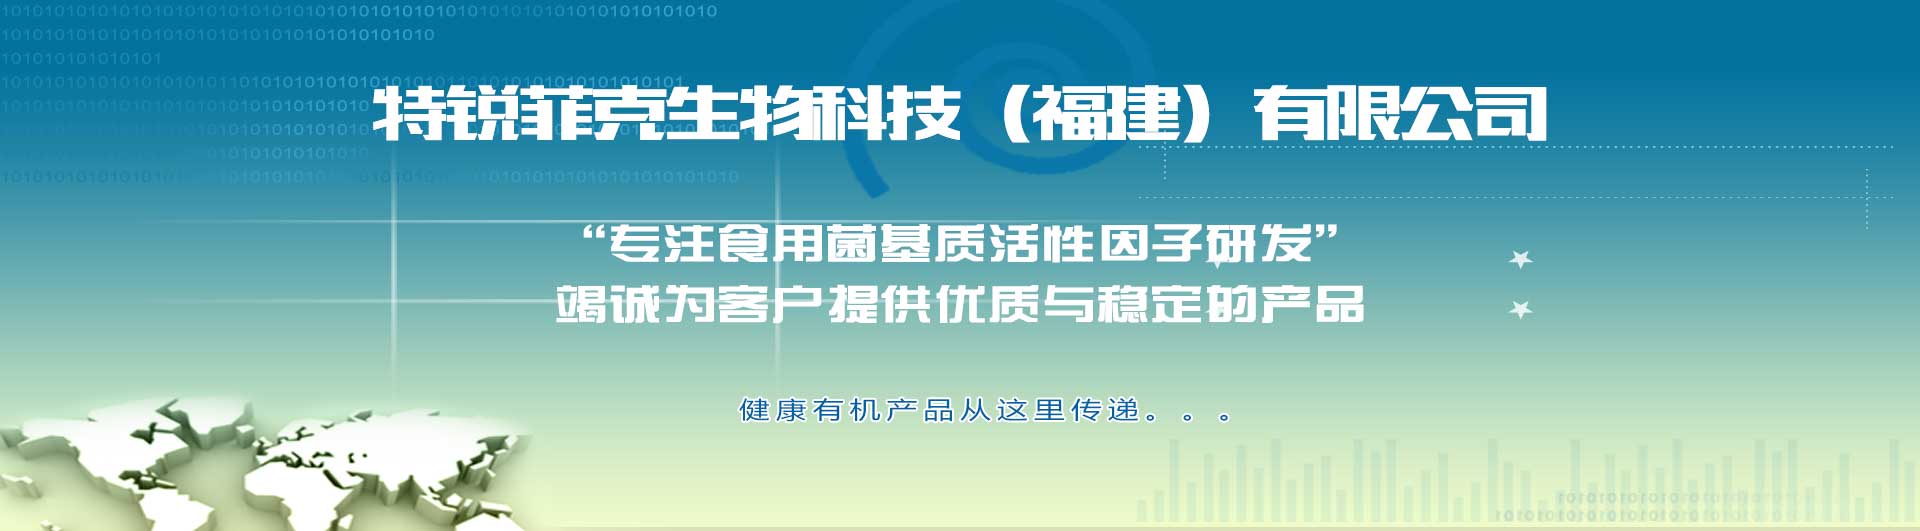 特锐菲克生物科技（福建）有限公司
“专注食用菌基质活性因子研发”
竭诚为客户提供优质与稳定的产品
健康有机产品从这里传递。。。